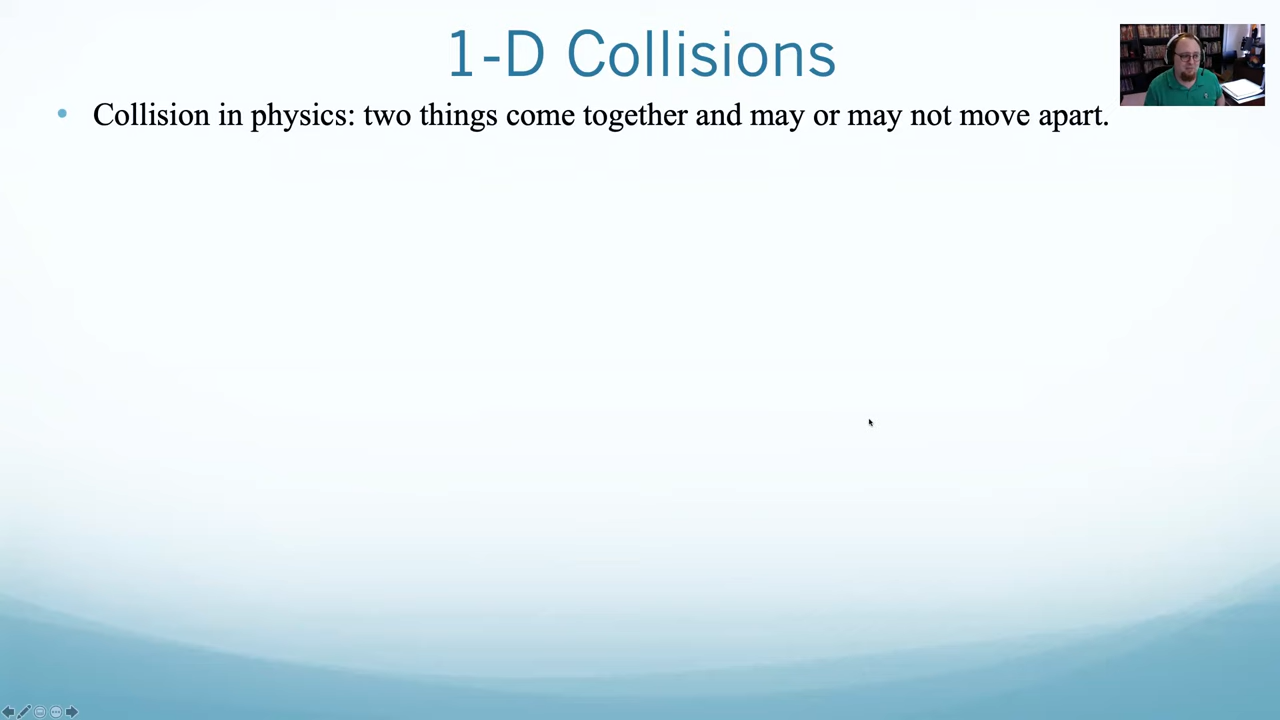 1-D Collisions
• Collision in physics: two things come together and may or may not move apart.